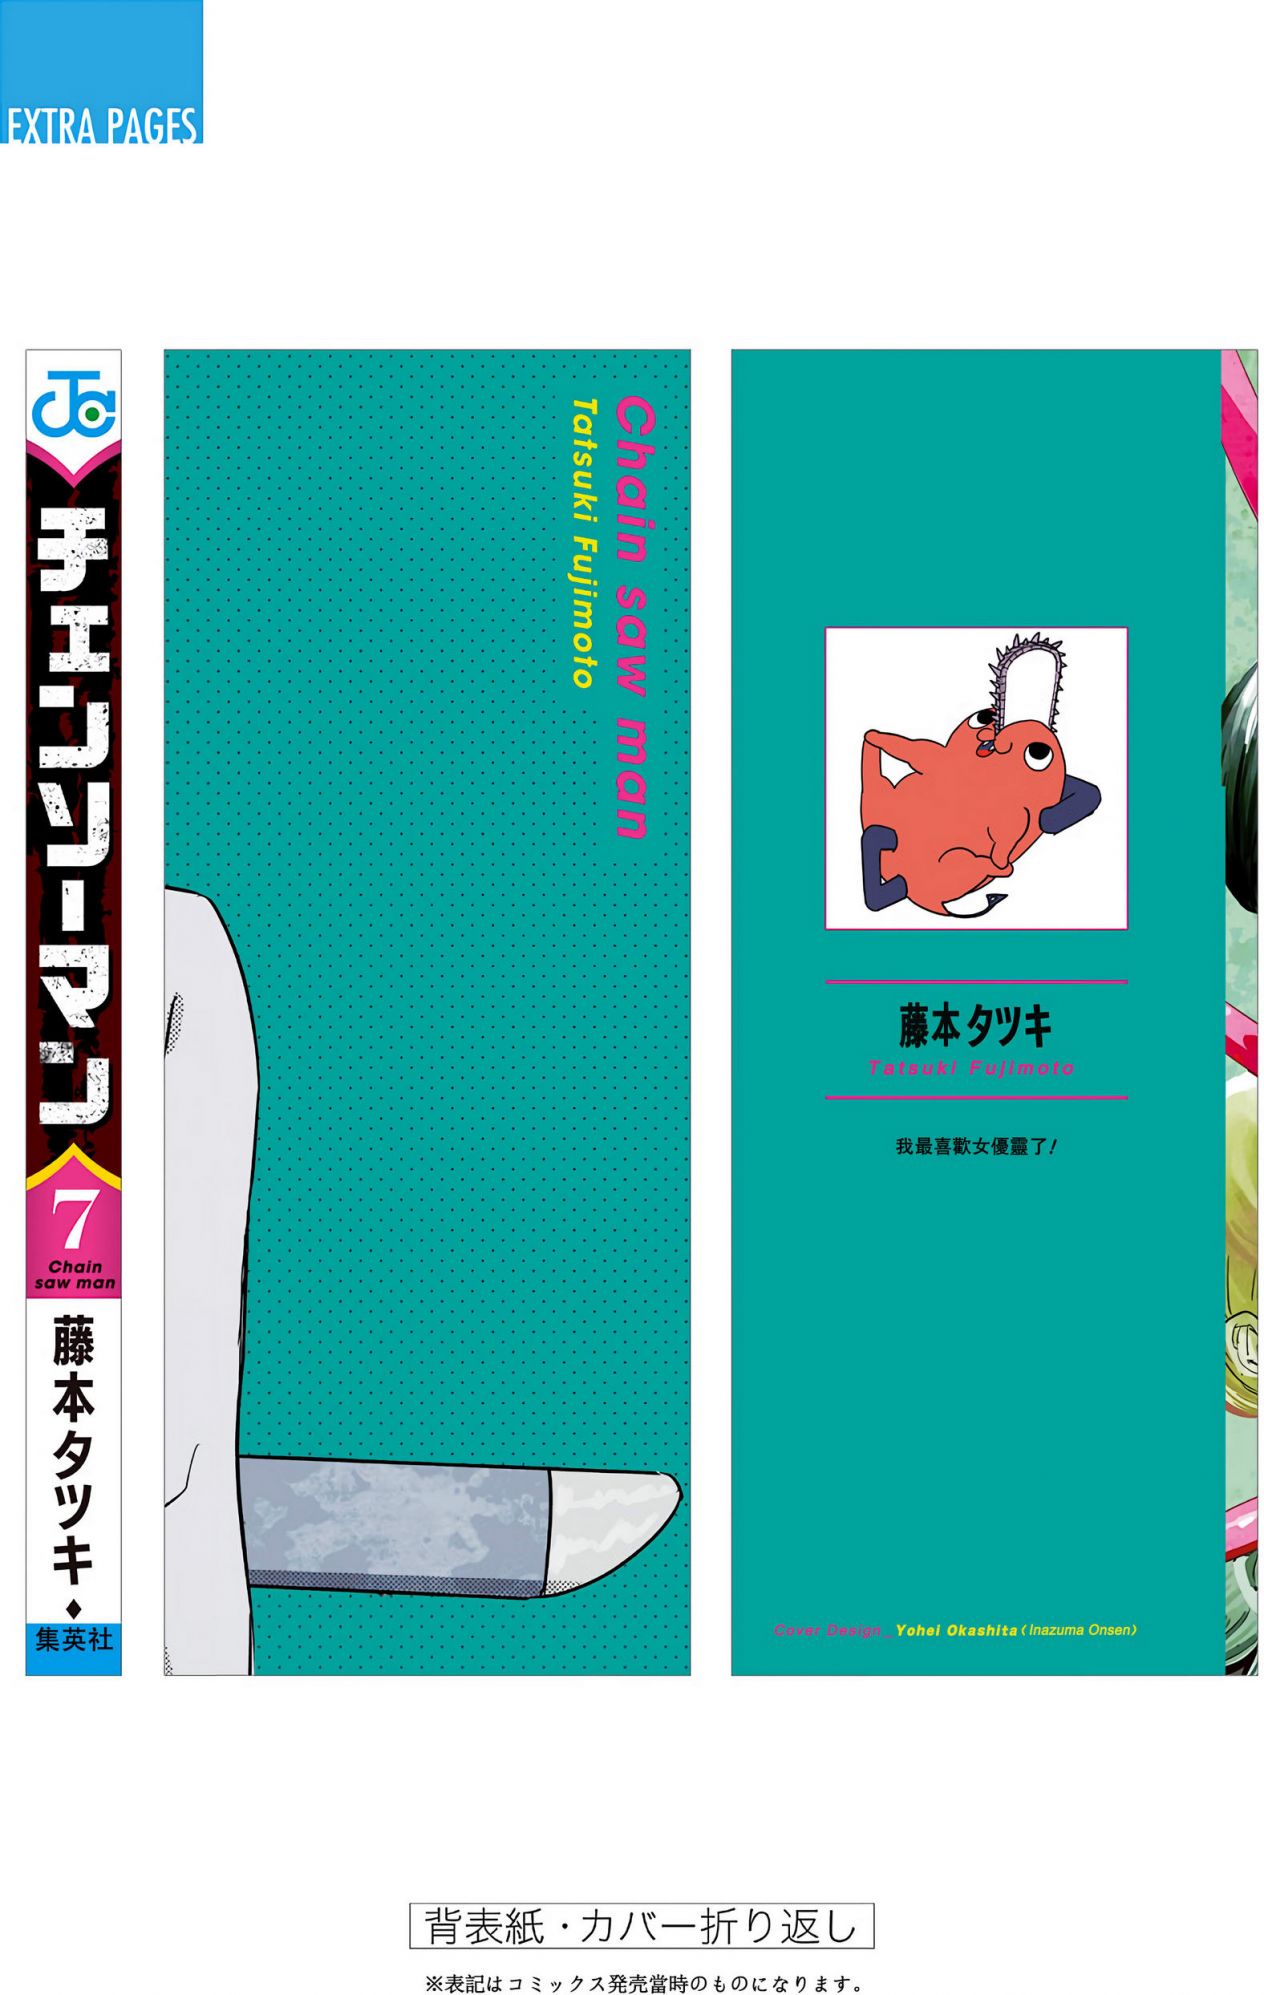 EXTRA PAGES
JC
チェンソーマン
7
Chain
saw man
藤本タツキ
集英社
Chain saw man
Tatsuki Fujimoto
藤本タツキ
Tatsuki Fujimoto
我最喜歡女優靈了!
Cover Design_Yohei Okashita(Inazuma Onsen)
背表紙・カバー折り返し
※表記はコミックス発売當時のものになります。